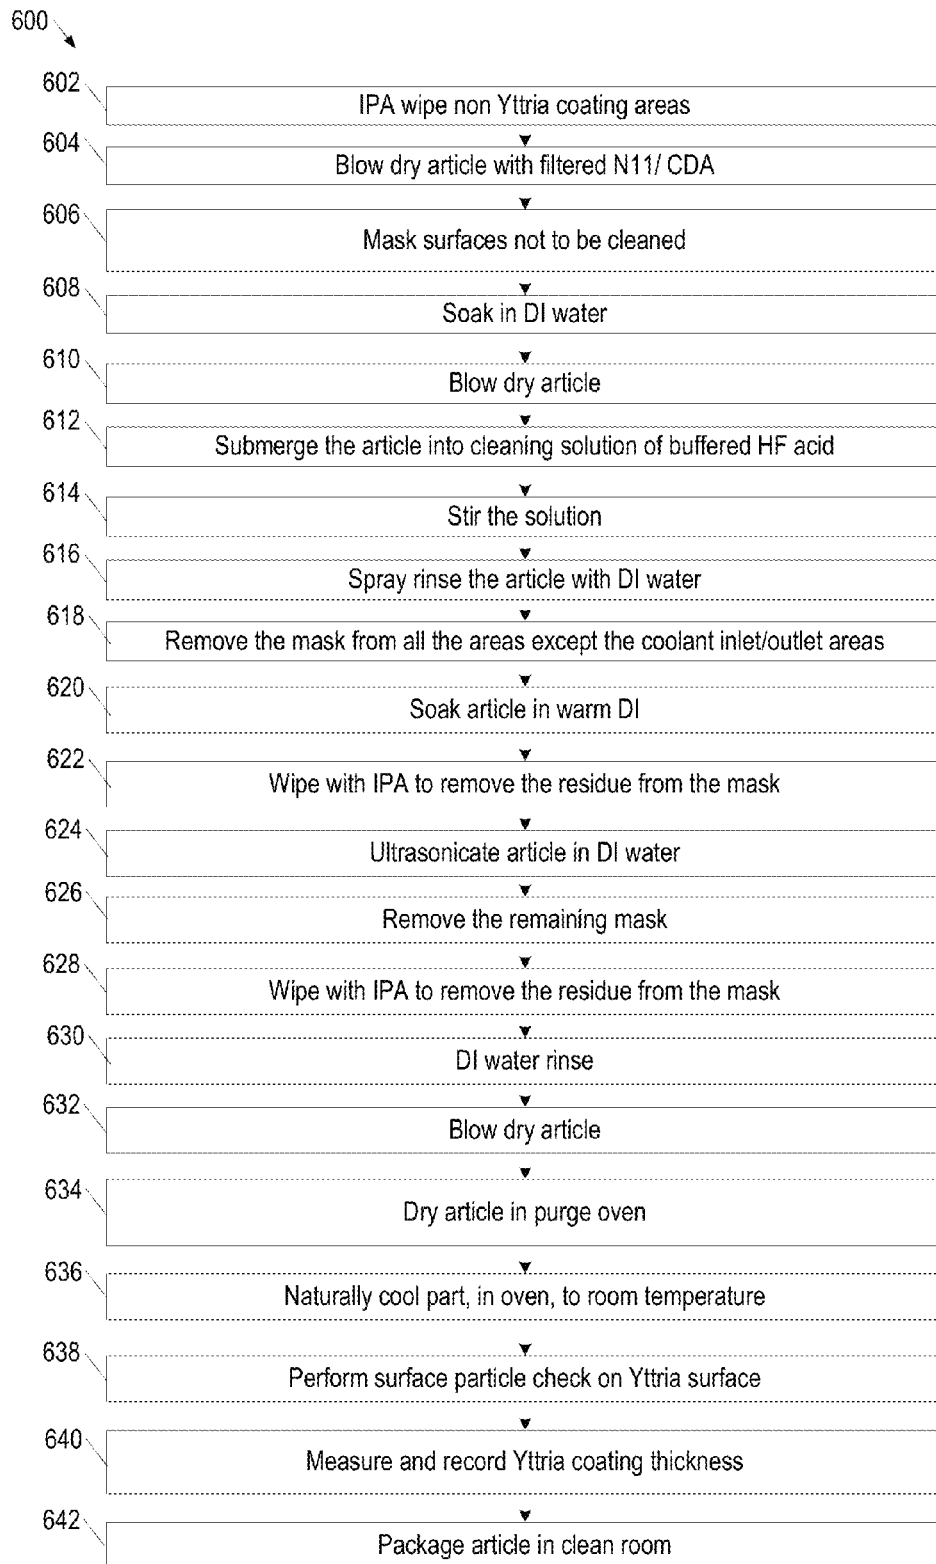 600
602
IPA wipe non Yttria coating areas
604
Blow dry article with filtered N11/ CDA
606
Mask surfaces not to be cleaned
608
Soak in DI water
610
Blow dry article
612
Submerge the article into cleaning solution of buffered HF acid
614
Stir the solution
616
Spray rinse the article with DI water
618
Remove the mask from all the areas except the coolant inlet/outlet areas
620
Soak article in warm DI
622
Wipe with IPA to remove the residue from the mask
624
Ultrasonicate article in DI water
626
Remove the remaining mask
628
Wipe with IPA to remove the residue from the mask
630
DI water rinse
632
Blow dry article
634
Dry article in purge oven
636
Naturally cool part, in oven, to room temperature
638
Perform surface particle check on Yttria surface
640
Measure and record Yttria coating thickness
642
Package article in clean room